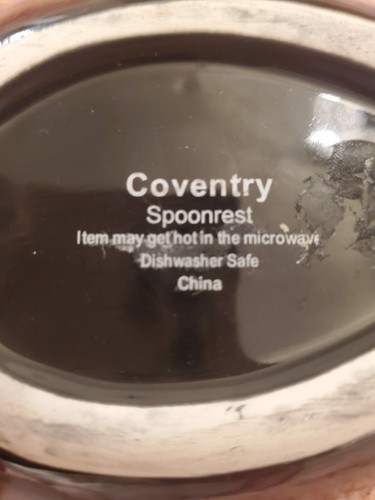 Coventry
Spoonrest
Item may get hot in the microwave
Dishwasher Safe
China